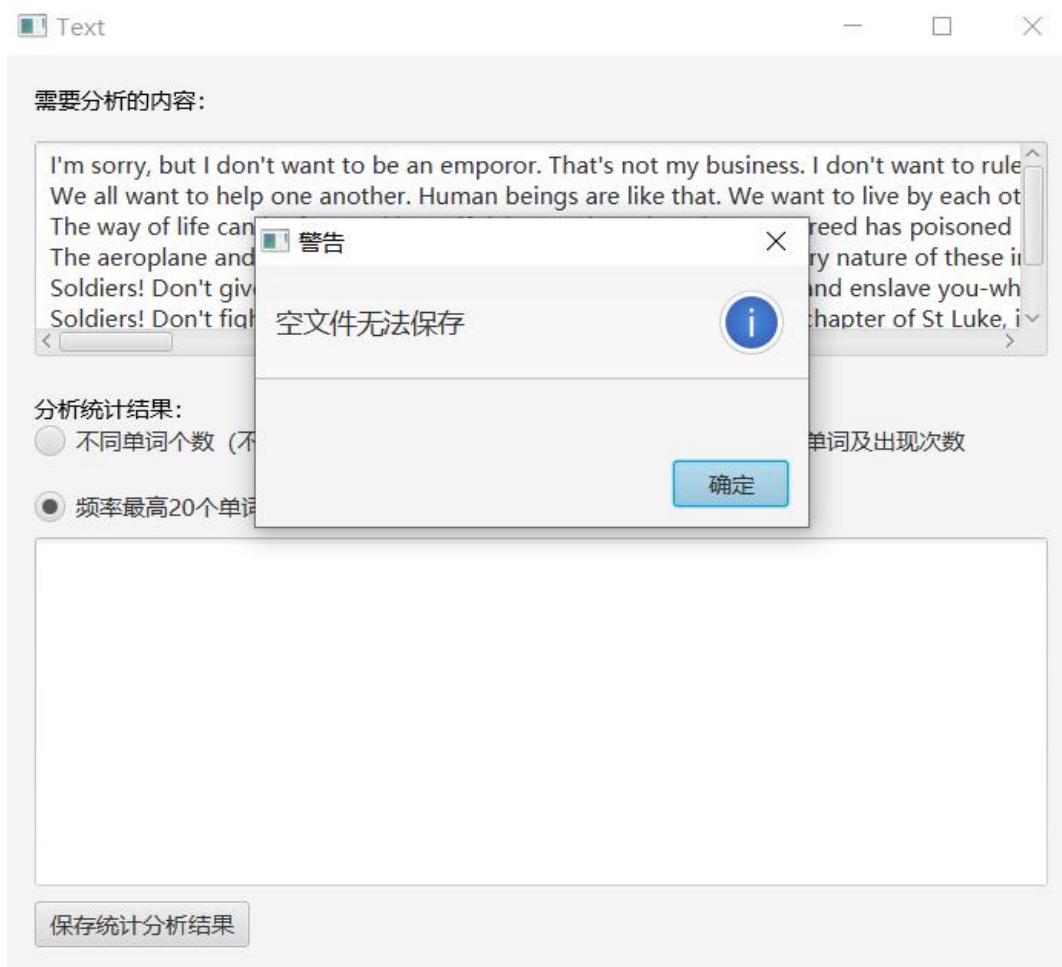 Text
需要分析的内容：
I'm sorry, but I don't want to be an emporor. That's not my business. I don't want to rule
We all want to help one another. Human beings are like that. We want to live by each ot
The way of life can reed has poisoned
The aeroplane and ry nature of these
Soldiers! Don't giv and enslave you-wh
Soldiers! Don't figh chapter of St Luke, i
警告
空文件无法保存
确定
分析统计结果：
不同单词个数（不 单词及出现次数
频率最高20个单词
保存统计分析结果